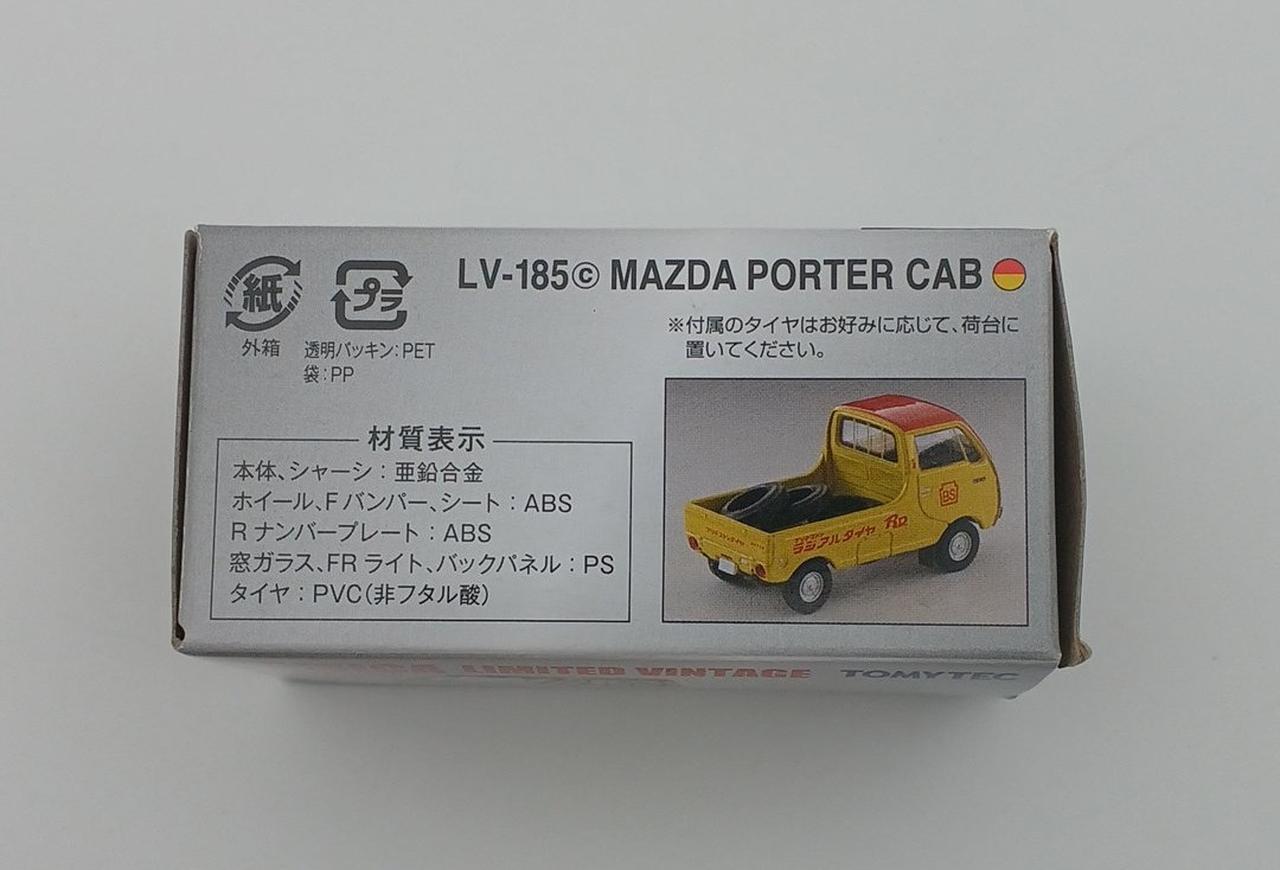 LV-185ⓒ MAZDA PORTER CAB
紙
プラ
外箱
透明パッキン：PET
袋：PP
※付属のタイヤはお好みに応じて、荷台に
置いてください。
材質表示
本体、シャーシ：亜鉛合金
ホイール、Fバンパー、シート：ABS
Rナンバープレート：ABS
窓ガラス、FRライト、バックパネル：PS
タイヤ：PVC（非フタル酸）
BS
ラジアルタイヤ RD
LIMITED VINTAGE TOMYTEC